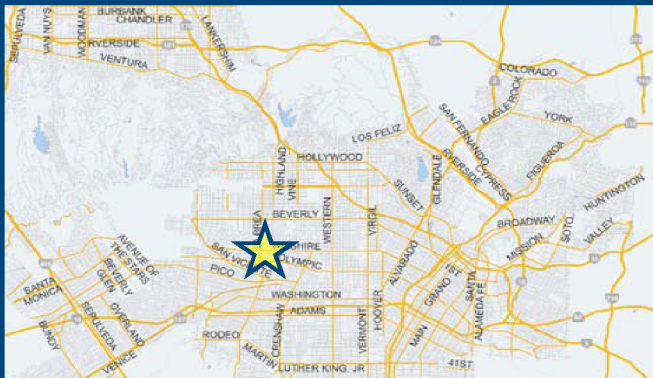 BURBANK
CHANDLER
SEPULVEDA
VAN NUYS
WOODMAN
RIVERSIDE
VENTURA
LANKERSHIM
COLORADO
EAGLE ROCK
YORK
SAN FERNANDO
LOS FELIZ
RIVERSIDE
CYPRESS
FIGUEROA
HOLLYWOOD
HIGHLAND
VINE
GLENDALE
SUNSET
HUNTINGTON
BEVERLY
WESTERN
VIRGIL
BROADWAY
SOTO
VALLEY
MISSION
BREA
SHIRE
OLYMPIC
SAN VICENTE
PICO
AVENUE OF
THE STARS
BEVERLY
GLEN
SANTA
MONICA
ALVARADO
1ST
GRAND
SANTA
FE
ALAMEDA
WASHINGTON
ADAMS
HOOVER
MAIN
BUNDY
SEPULVEDA
OVERLAND
VENICE
RODEO
CRENSHAW
VERMONT
MARTIN
LUTHER KING, JR
41ST